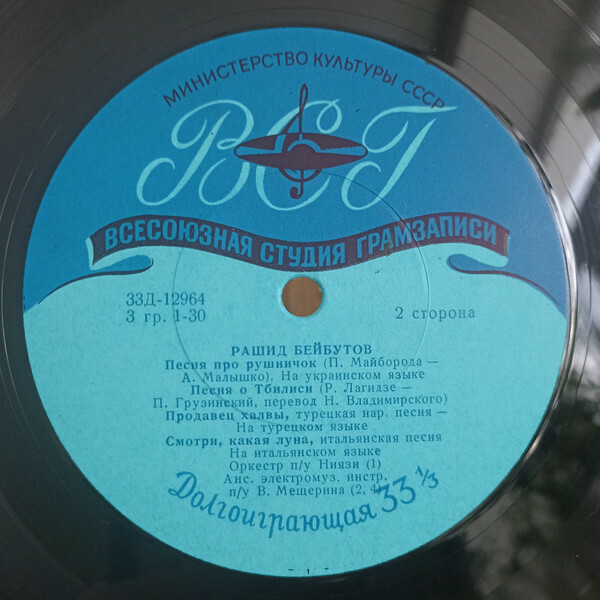 МИНИСТЕРСТВО КУЛЬТУРЫ СССР
ВСГ
ВСЕСОЮЗНАЯ СТУДИЯ ГРАМЗАПИСИ
33Д-12964
3 гр. 1-30
2 сторона
РАШИД БЕЙБУТОВ
Песня про рушничок (П. Майборода —
А. Малышко). На украинском языке
Песня о Тбилиси (Р. Лагидзе —
П. Грузинский, перевод Н. Владимирского)
Продавец халвы, турецкая нар. песня —
На турецком языке
Смотри, какая луна, итальянская песня
На итальянском языке
Оркестр п/у Ниязи (1)
Анс. электромуз. инстр.
п/у В. Мещерина (2, 4)
Долгоиграющая 33 1/3